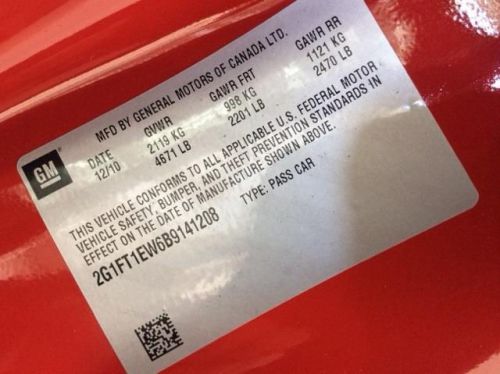 MFD BY GENERAL MOTORS OF CANADA LTD.
DATE GVWR GAWR FRT GAWR RR
12/10 2119 KG 998 KG 1121 KG
4671 LB 2201 LB 2470 LB
GM
THIS VEHICLE CONFORMS TO ALL APPLICABLE U.S. FEDERAL MOTOR
VEHICLE SAFETY, BUMPER, AND THEFT PREVENTION STANDARDS IN
EFFECT ON THE DATE OF MANUFACTURE SHOWN ABOVE.
2G1FT1EW6B9141208 TYPE: PASS CAR